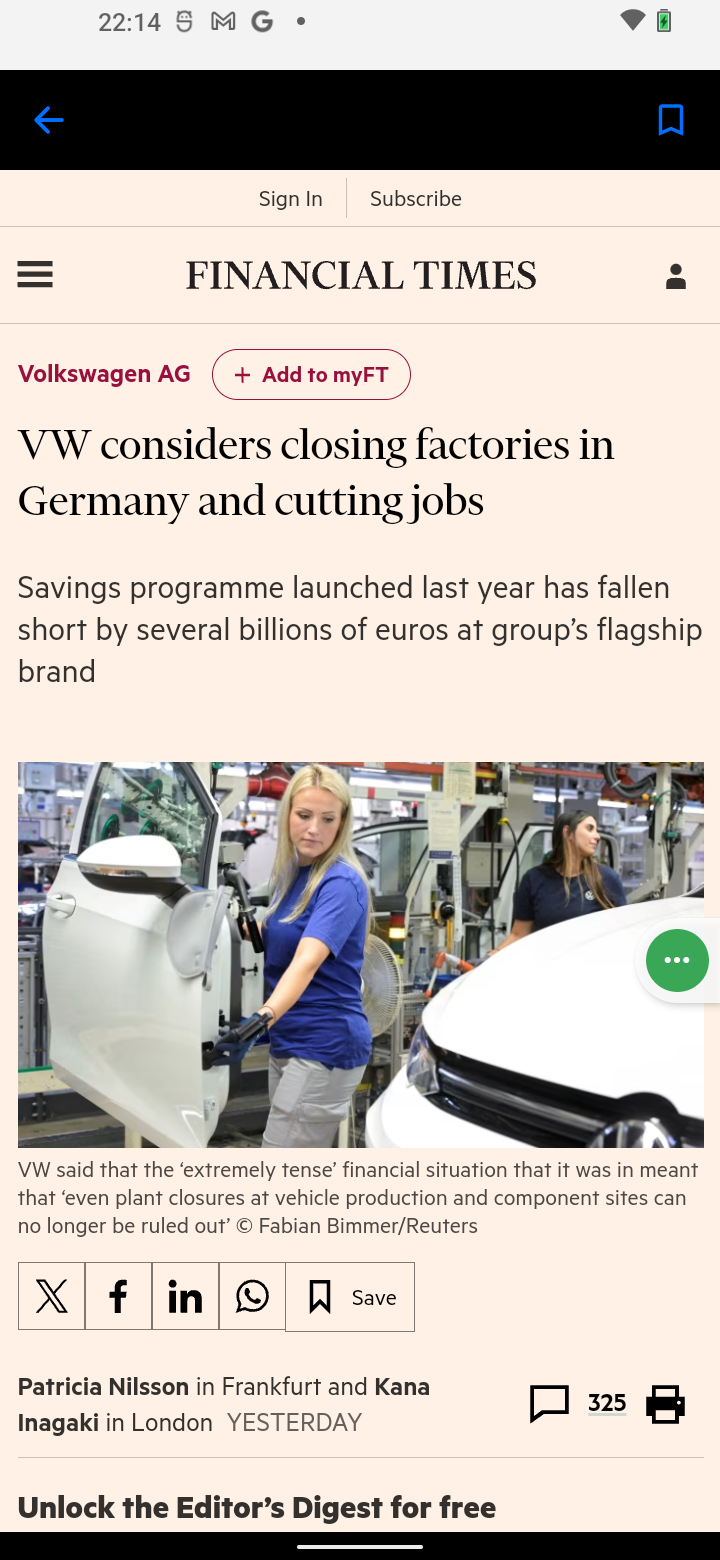 22:14
Sign In
Subscribe
FINANCIAL TIMES
Volkswagen AG
+ Add to myFT
VW considers closing factories in
Germany and cutting jobs
Savings programme launched last year has fallen
short by several billions of euros at group’s flagship
brand
VW said that the ‘extremely tense’ financial situation that it was in meant
that ‘even plant closures at vehicle production and component sites can
no longer be ruled out’ © Fabian Bimmer/Reuters
Save
Patricia Nilsson in Frankfurt and Kana
Inagaki in London YESTERDAY
325
Unlock the Editor’s Digest for free